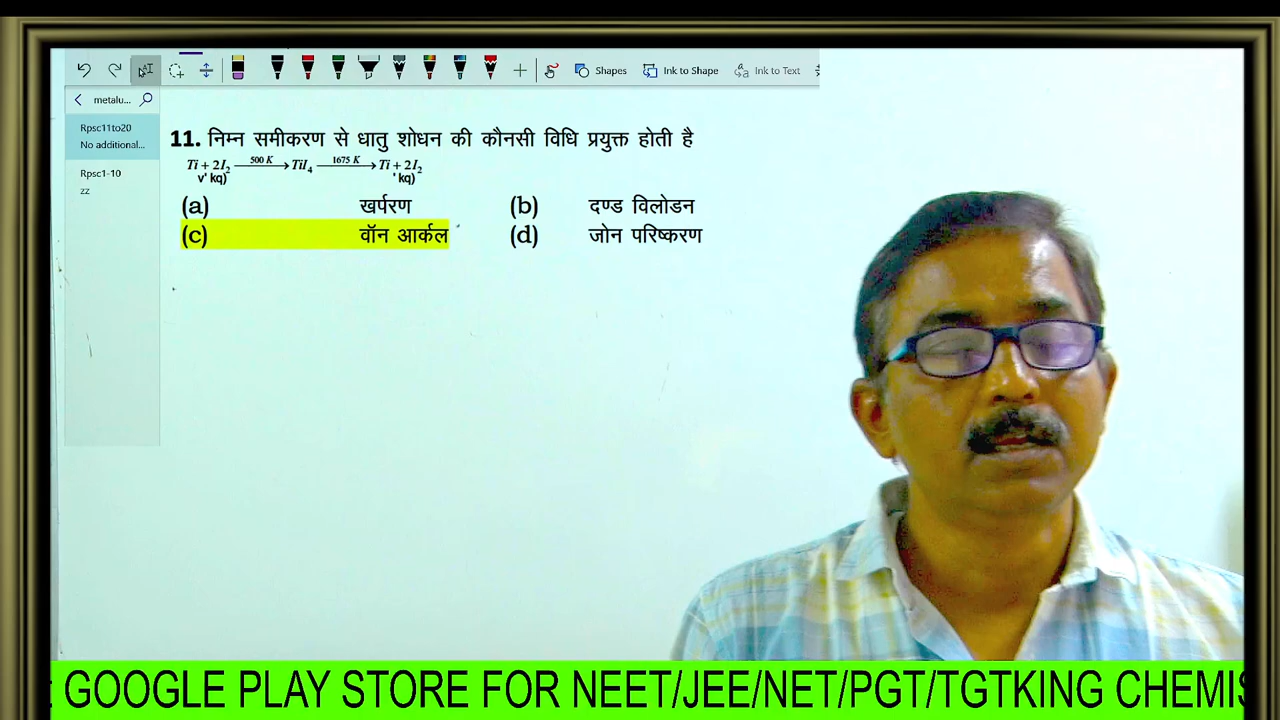 Shapes
Ink to Shape
Ink to Text
metalu...
Rpsc11to20
No additional...
Rpsc1-10
zz
11. निम्न समीकरण से धातु शोधन की कौनसी विधि प्रयुक्त होती है
Ti + 2I₂ —500 K→ TiI₄ —1675 K→ Ti + 2I₂
v' kq) ' kq)
(a) खर्परण (b) दण्ड विलोडन
(c) वॉन आर्कल (d) जोन परिष्करण
GOOGLE PLAY STORE FOR NEET/JEE/NET/PGT/TGTKING CHEMIS